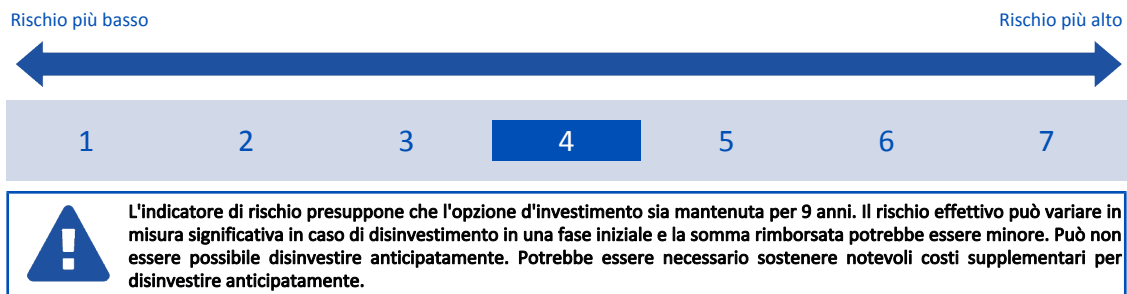 Rischio più basso Rischio più alto
1 2 3 4 5 6 7
L'indicatore di rischio presuppone che l'opzione d'investimento sia mantenuta per 9 anni. Il rischio effettivo può variare in
misura significativa in caso di disinvestimento in una fase iniziale e la somma rimborsata potrebbe essere minore. Può non
essere possibile disinvestire anticipatamente. Potrebbe essere necessario sostenere notevoli costi supplementari per
disinvestire anticipatamente.